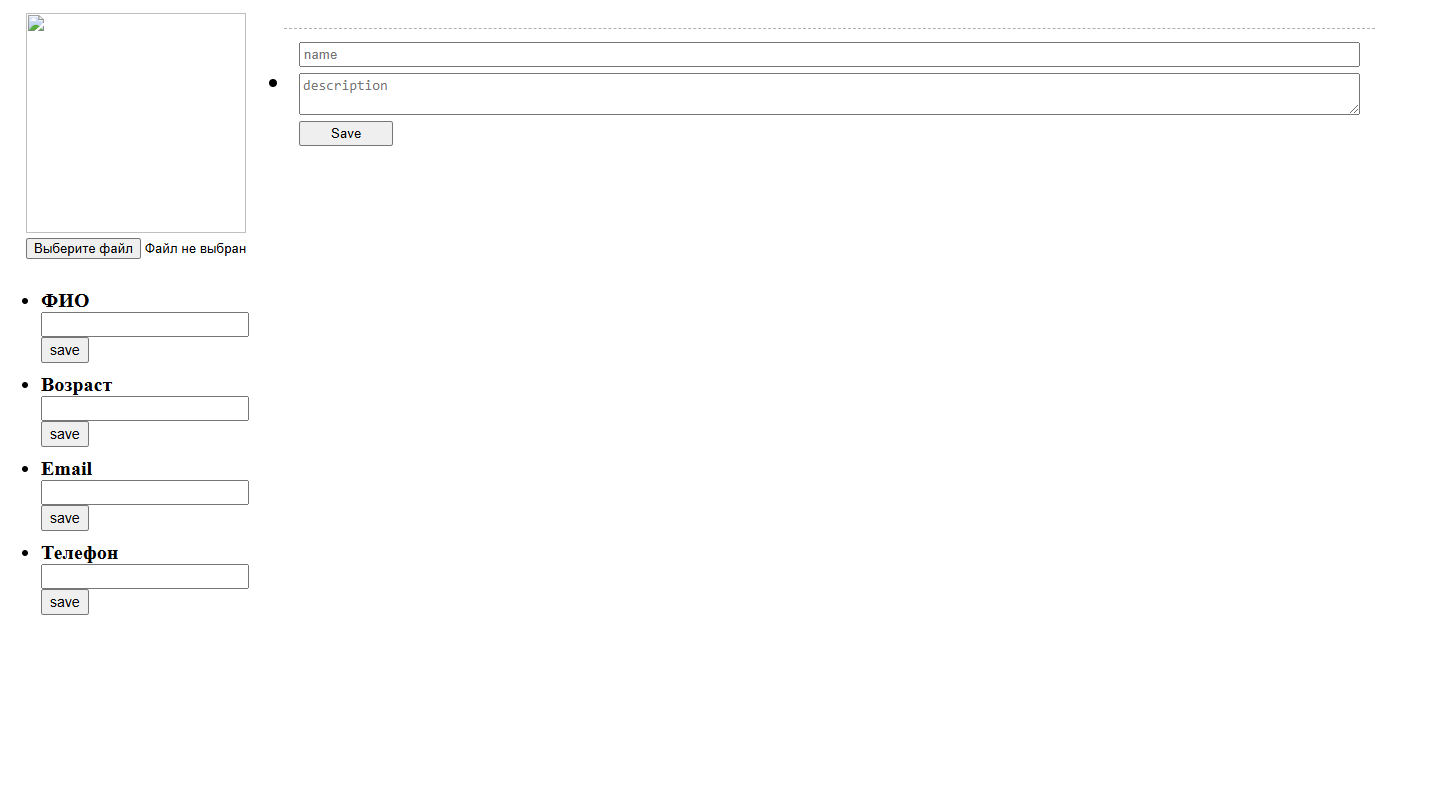 Выберите файл Файл не выбран
ФИО
save
Возраст
save
Email
save
Телефон
save
name
description
Save